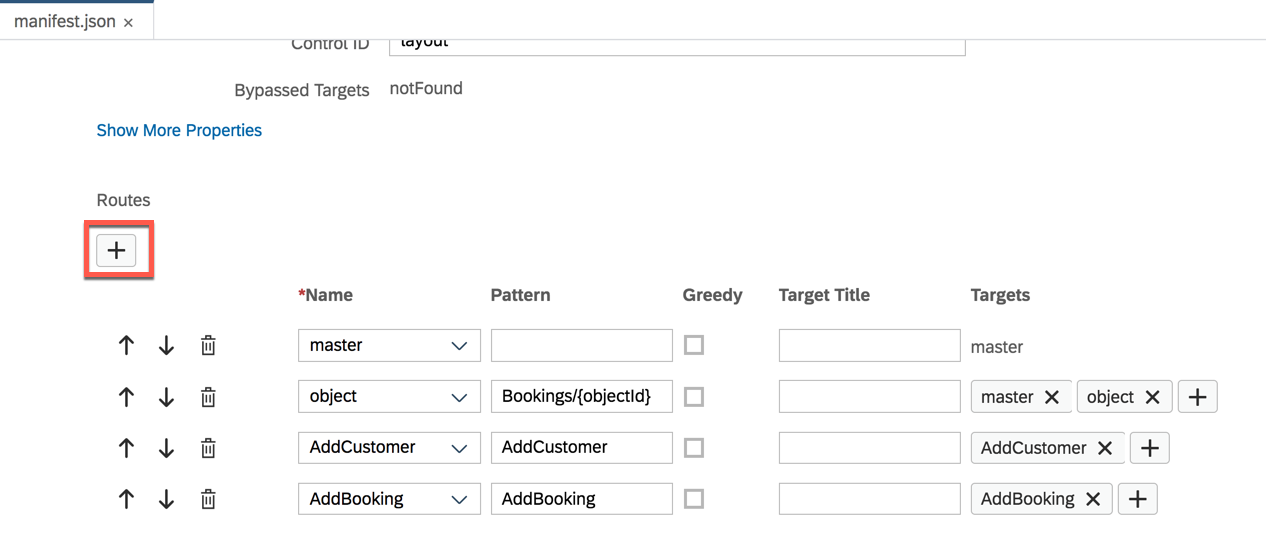 manifest.json ×
Control ID layout
Bypassed Targets notFound
Show More Properties
Routes
*Name Pattern Greedy Target Title Targets
master master
object Bookings/{objectId} master object
AddCustomer AddCustomer AddCustomer
AddBooking AddBooking AddBooking